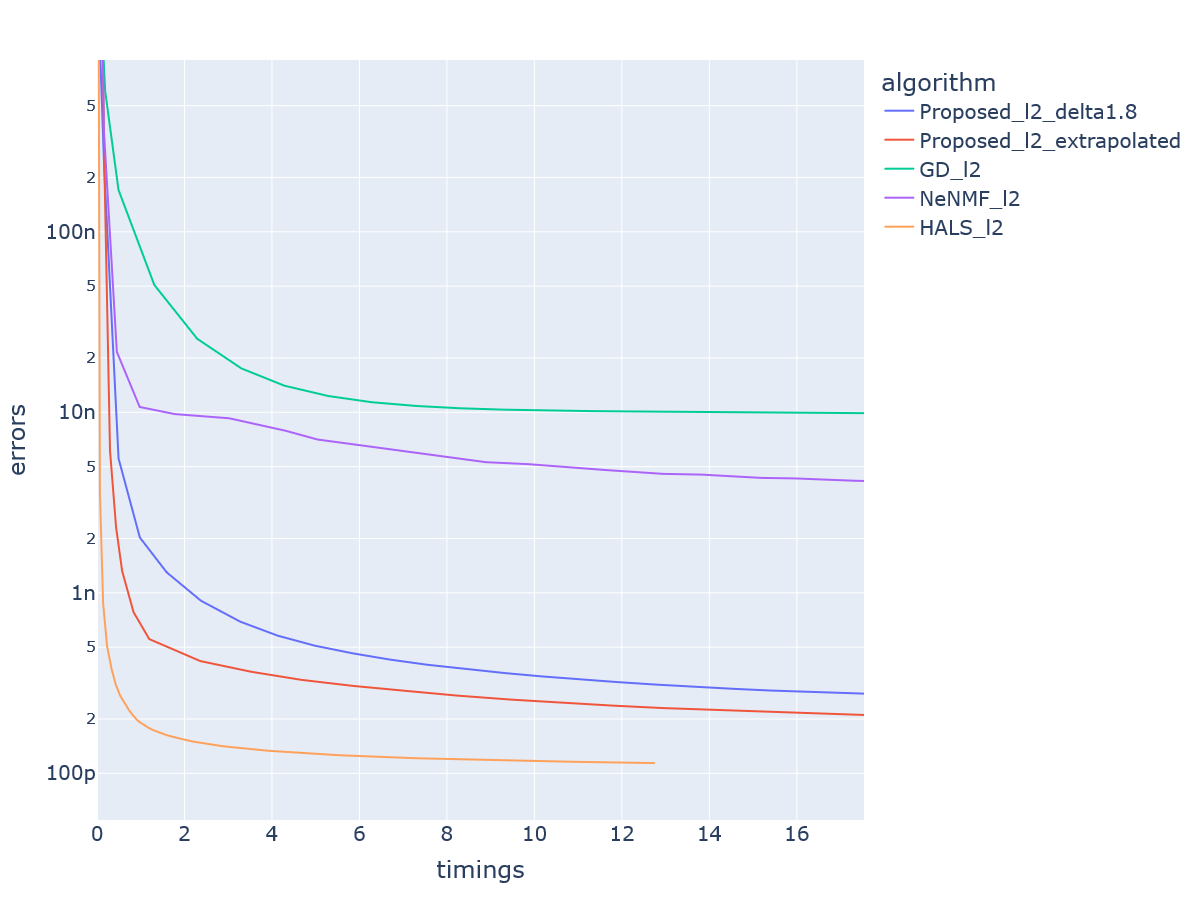 algorithm
Proposed_l2_delta1.8
Proposed_l2_extrapolated
GD_l2
NeNMF_l2
HALS_l2
5
2
100n
5
2
10n
5
2
1n
5
2
100p
errors
0 2 4 6 8 10 12 14 16
timings